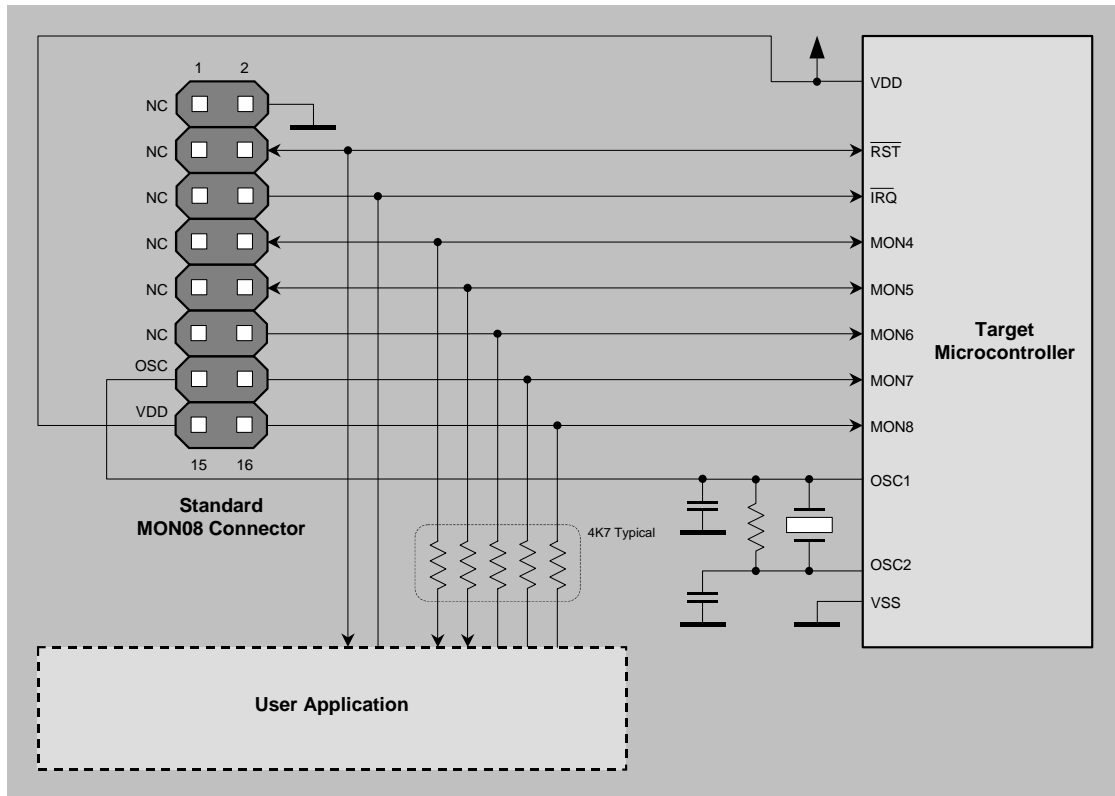 1 2
VDD
NC
NC
RST
NC
IRQ
NC
MON4
NC
MON5
NC
MON6
Target
Microcontroller
OSC
MON7
VDD
MON8
15 16
OSC1
Standard
MON08 Connector
4K7 Typical
OSC2
VSS
User Application